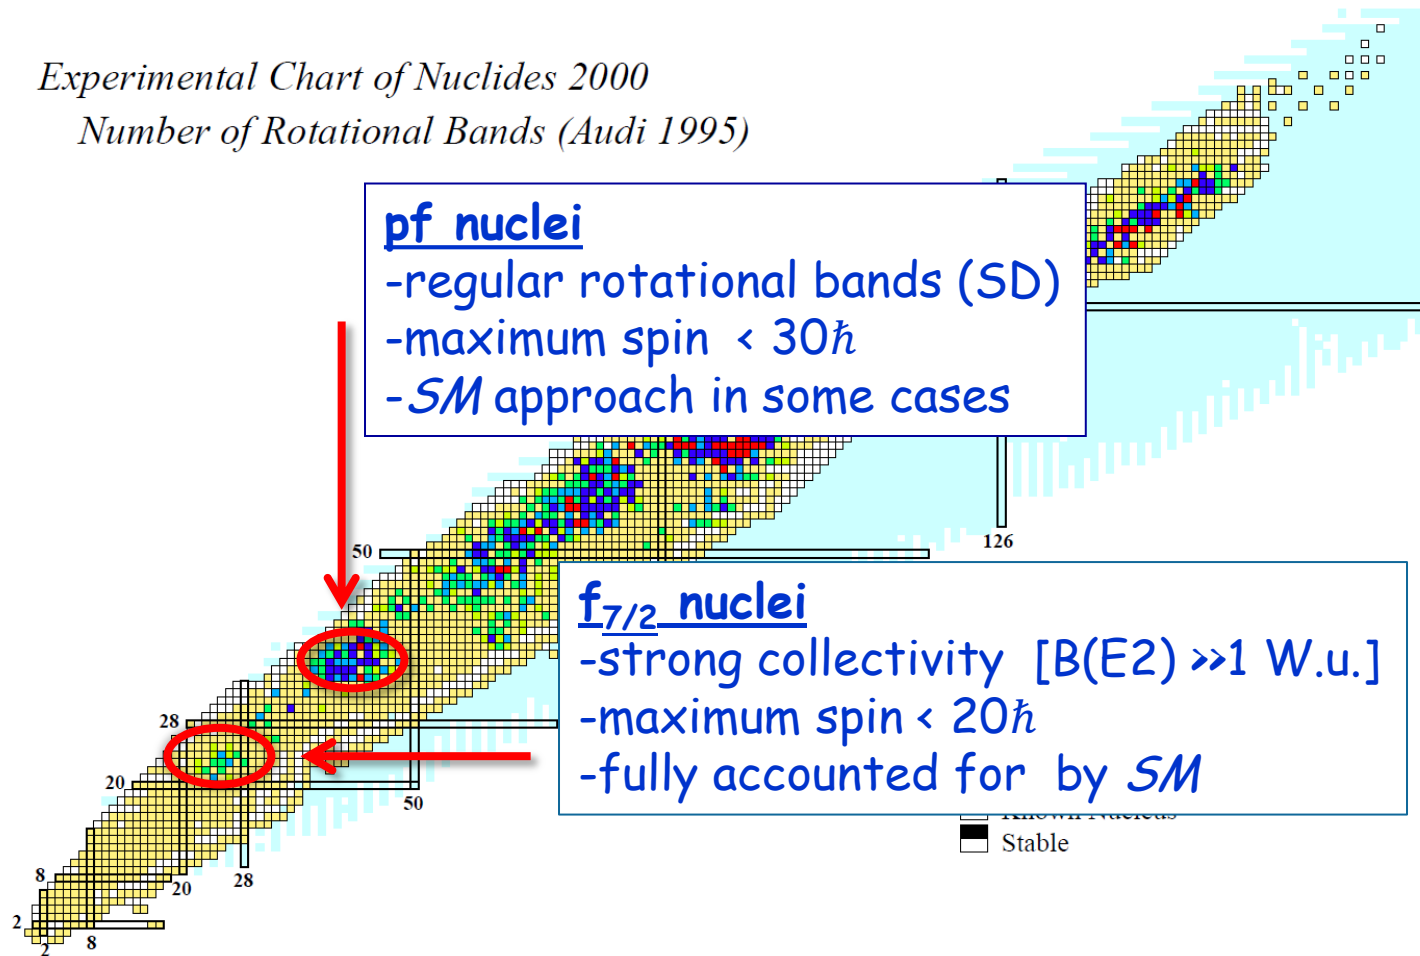 Experimental Chart of Nuclides 2000
Number of Rotational Bands (Audi 1995)
pf nuclei
-regular rotational bands (SD)
-maximum spin < 30ℏ
-SM approach in some cases
126
50
f7/2 nuclei
-strong collectivity [B(E2) >>1 W.u.]
-maximum spin < 20ℏ
-fully accounted for by SM
28
20
50
Known Nucleus
Stable
8
20
28
2
8
2